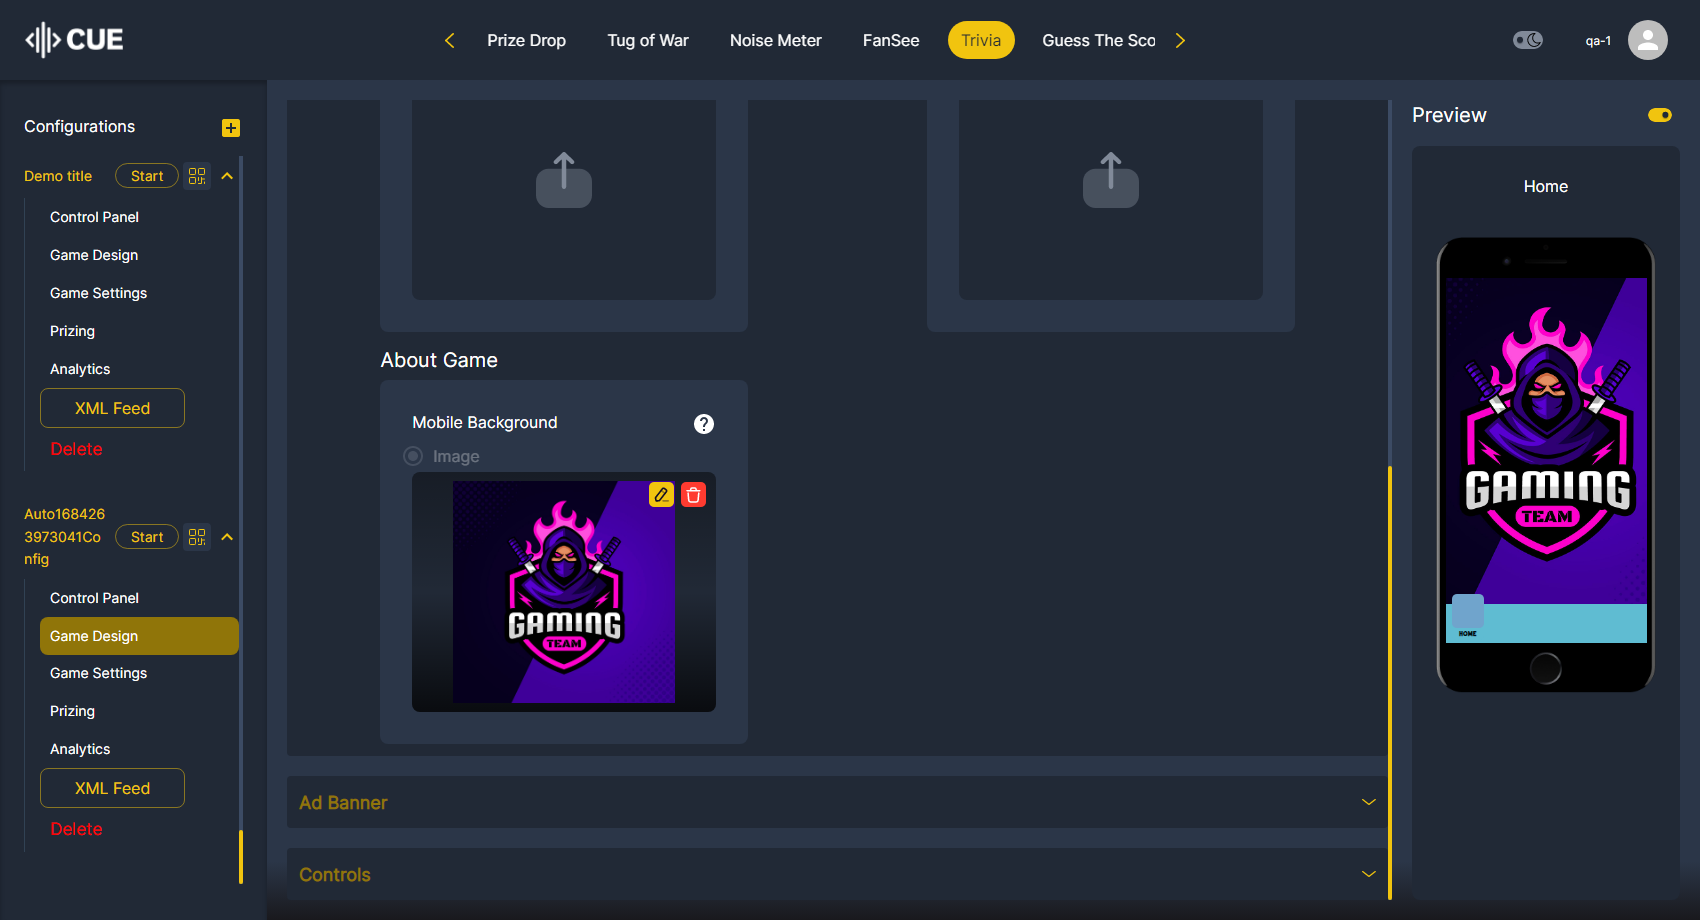 CUE
Prize Drop
Tug of War
Noise Meter
FanSee
Trivia
Guess The Sco
qa-1
Configurations
Demo title
Start
Control Panel
Game Design
Game Settings
Prizing
Analytics
XML Feed
Delete
Auto168426
3973041Co
nfig
Start
Control Panel
Game Design
Game Settings
Prizing
Analytics
XML Feed
Delete
About Game
Mobile Background
?
Image
GAMING
TEAM
Ad Banner
Controls
Preview
Home
GAMING
TEAM
HOME